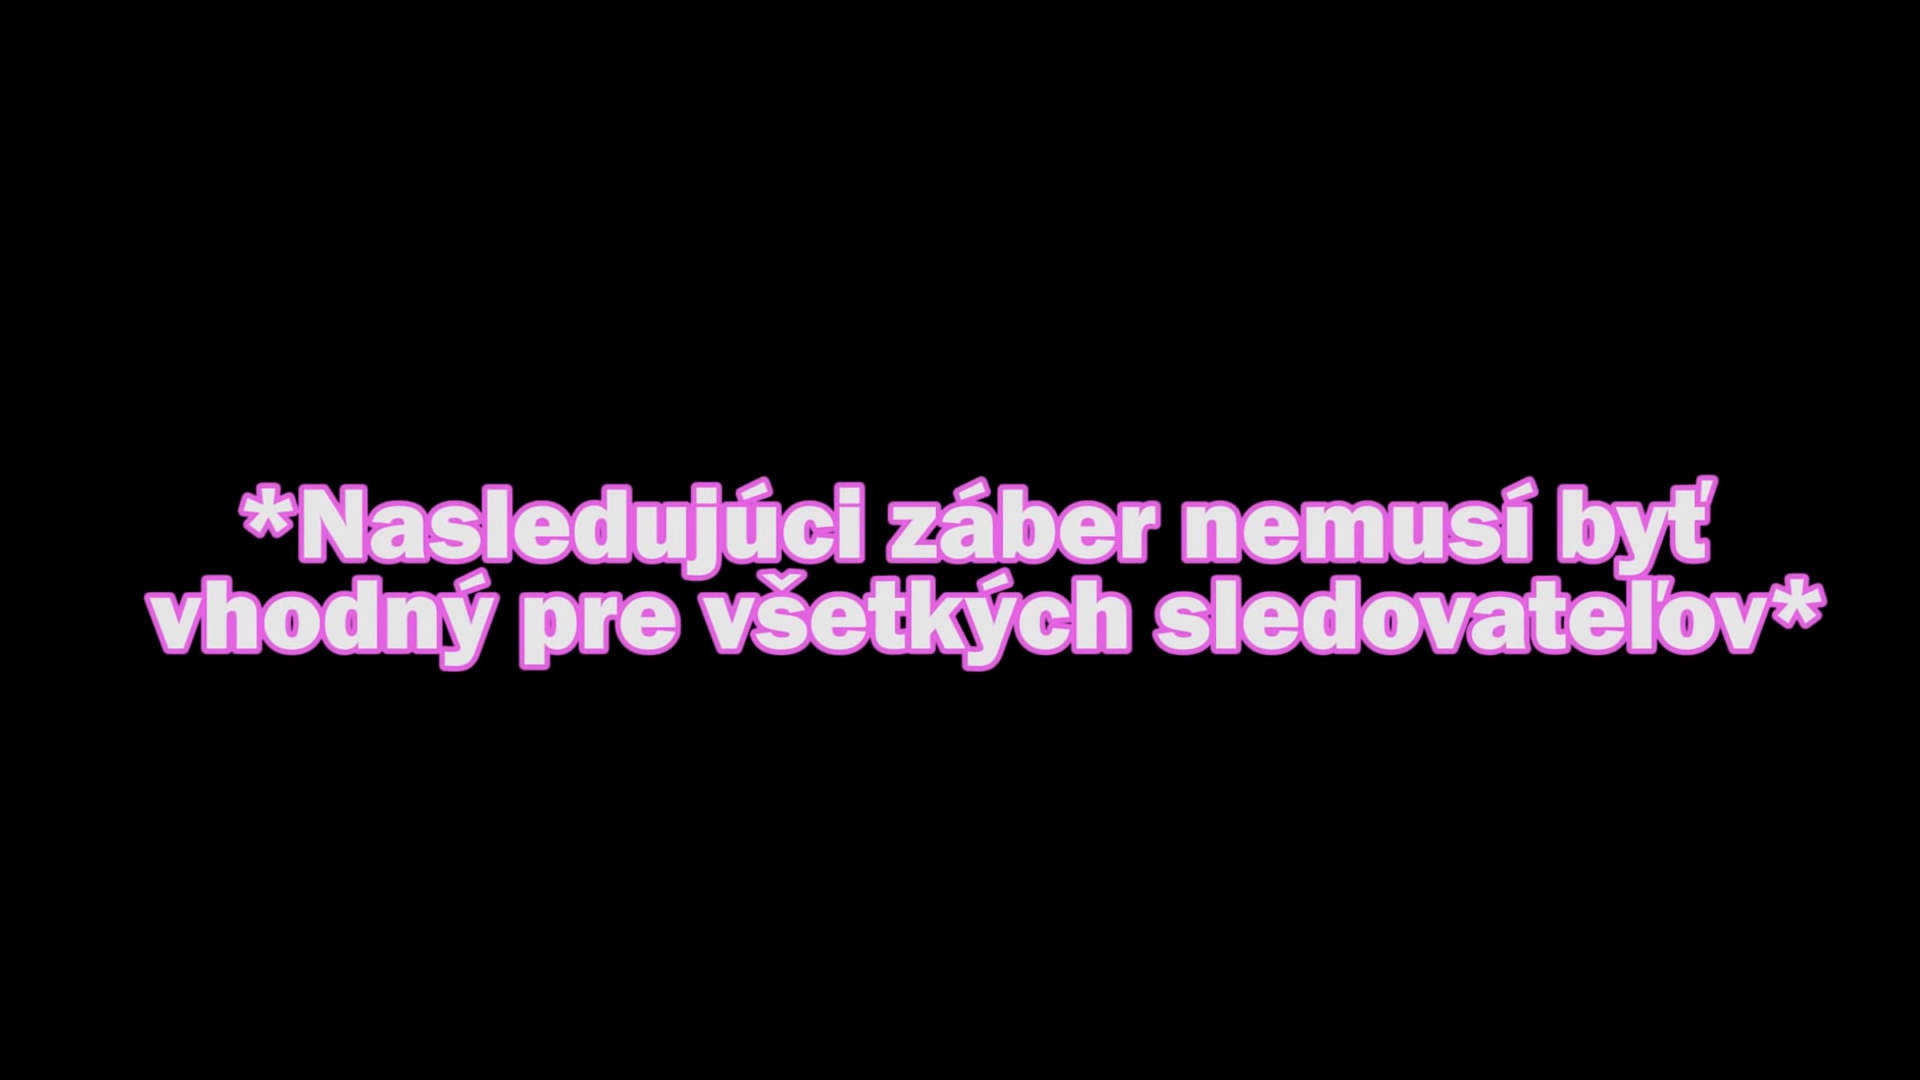 *Nasledujúci záber nemusí byť
vhodný pre všetkých sledovateľov*